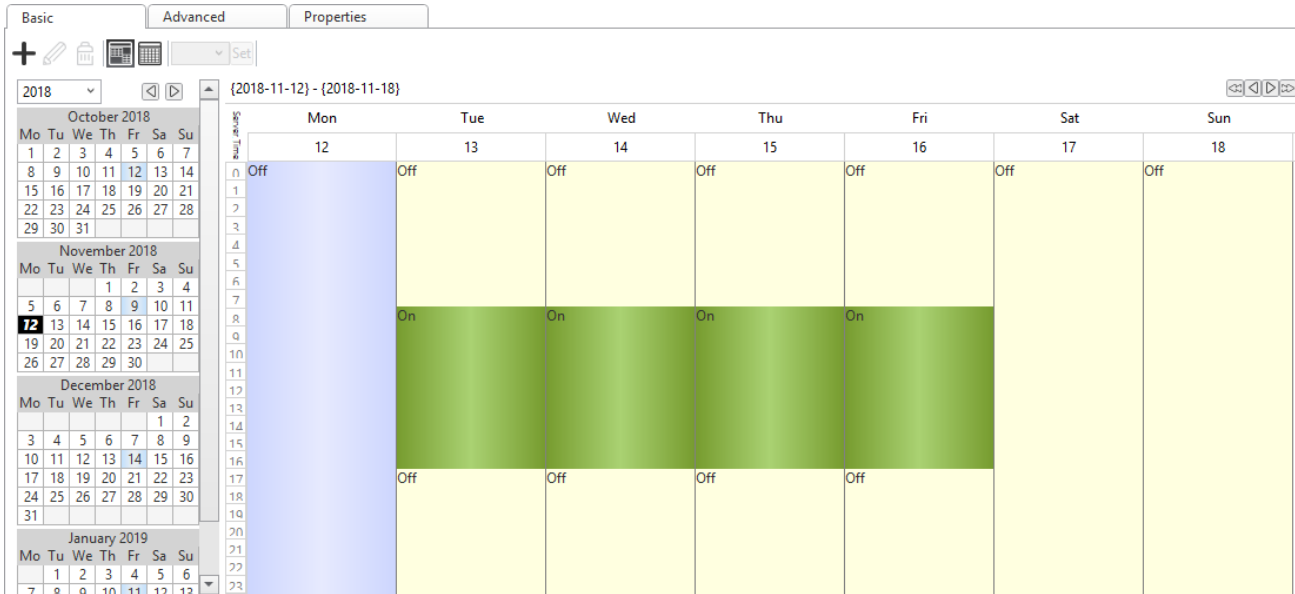 Basic Advanced Properties
Set
2018
{2018-11-12} - {2018-11-18}
October 2018
Mo Tu We Th Fr Sa Su
1 2 3 4 5 6 7
8 9 10 11 12 13 14
15 16 17 18 19 20 21
22 23 24 25 26 27 28
29 30 31
November 2018
Mo Tu We Th Fr Sa Su
1 2 3 4
5 6 7 8 9 10 11
12 13 14 15 16 17 18
19 20 21 22 23 24 25
26 27 28 29 30
December 2018
Mo Tu We Th Fr Sa Su
1 2
3 4 5 6 7 8 9
10 11 12 13 14 15 16
17 18 19 20 21 22 23
24 25 26 27 28 29 30
31
January 2019
Mo Tu We Th Fr Sa Su
1 2 3 4 5 6
7 8 9 10 11 12 13
Server Time
Mon Tue Wed Thu Fri Sat Sun
12 13 14 15 16 17 18
0 Off Off Off Off Off Off Off
1
2
3
4
5
6
7
8 On On On On
9
10
11
12
13
14
15
16
17 Off Off Off Off
18
19
20
21
22
23